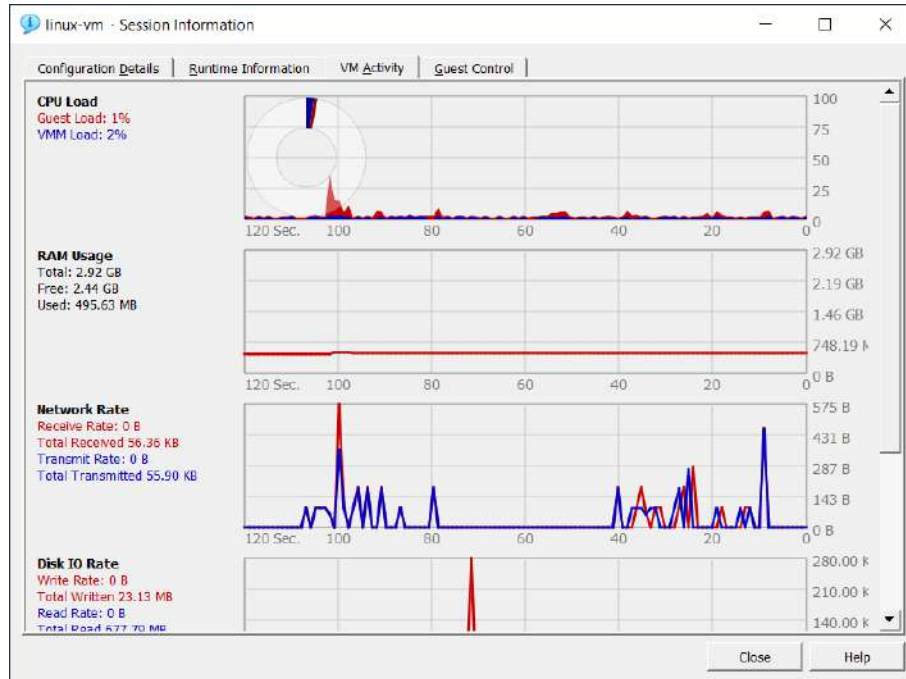 linux-vm - Session Information
Configuration Details
Runtime Information
VM Activity
Guest Control
CPU Load
Guest Load: 1%
VMM Load: 2%
100
75
50
25
0
120 Sec. 100 80 60 40 20 0
RAM Usage
Total: 2.92 GB
Free: 2.44 GB
Used: 495.63 MB
2.92 GB
2.19 GB
1.46 GB
748.19 M
0 B
120 Sec. 100 80 60 40 20 0
Network Rate
Receive Rate: 0 B
Total Received 56.36 KB
Transmit Rate: 0 B
Total Transmitted 55.90 KB
575 B
431 B
287 B
143 B
0 B
120 Sec. 100 80 60 40 20 0
Disk IO Rate
Write Rate: 0 B
Total Written 23.13 MB
Read Rate: 0 B
Total Read 677.79 MB
280.00 K
210.00 K
140.00 K
Close
Help